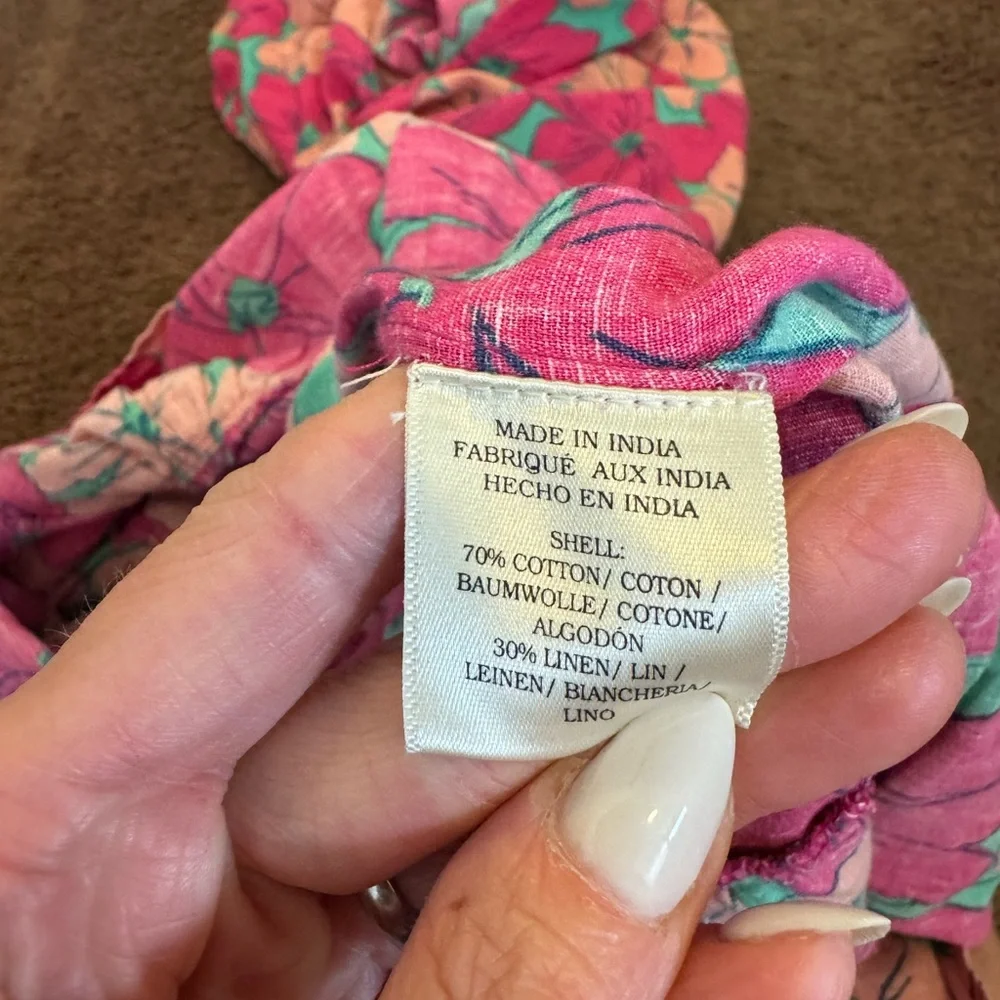 MADE IN INDIA
FABRIQUÉ AUX INDIA
HECHO EN INDIA
SHELL:
70% COTTON/ COTON /
BAUMWOLLE/ COTONE/
ALGODÓN
30% LINEN/ LIN /
LEINEN/ BIANCHERIA/
LINO